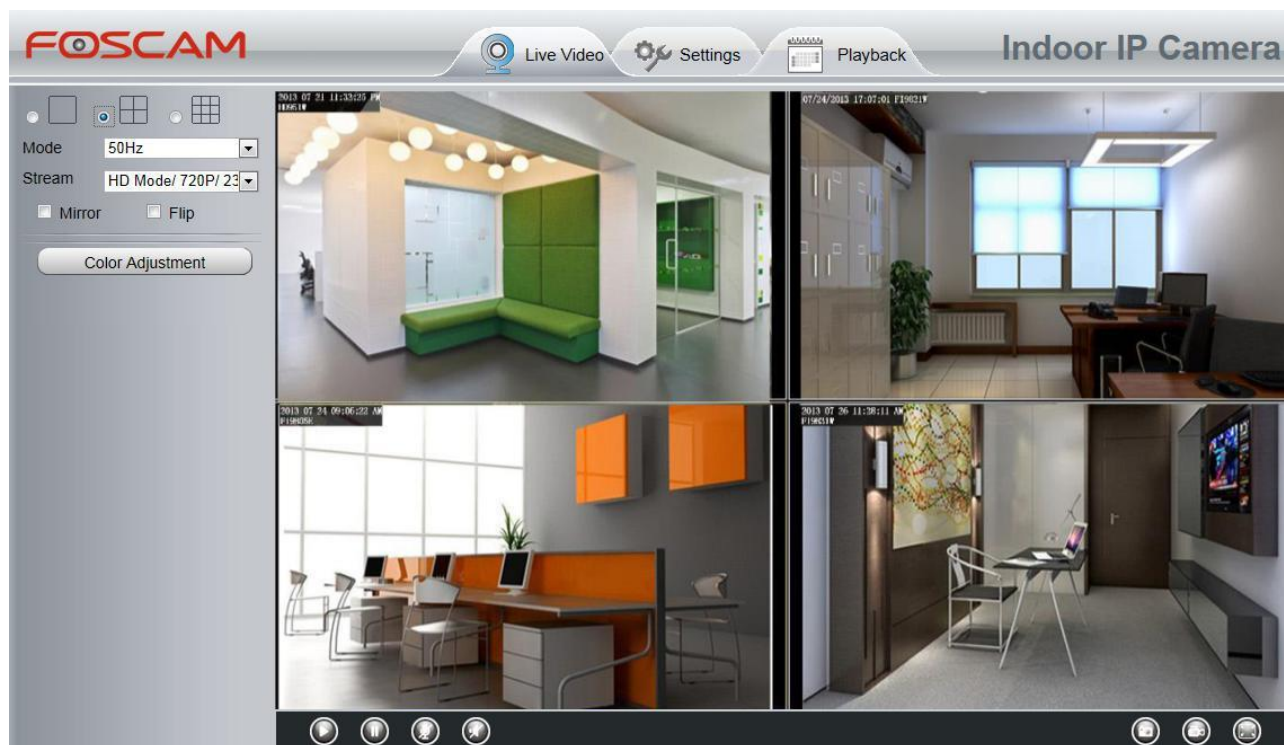 FOSCAM
Live Video
Settings
Playback
Indoor IP Camera
Mode
50Hz
Stream
HD Mode/ 720P/ 23
Mirror
Flip
Color Adjustment
2013 07 21 11:33:25 PM
07/24/2013 17:07:01 FI9821W
2013 07 24 09:06:22 AM
2013 07 26 11:28:11 AM